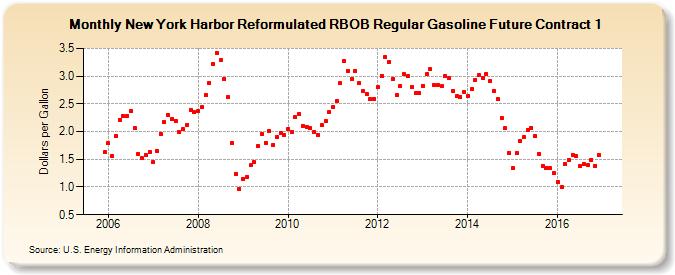 Monthly New York Harbor Reformulated RBOB Regular Gasoline Future Contract 1
Dollars per Gallon
3.5
3.0
2.5
2.0
1.5
1.0
0.5
2006 2008 2010 2012 2014 2016
Source: U.S. Energy Information Administration